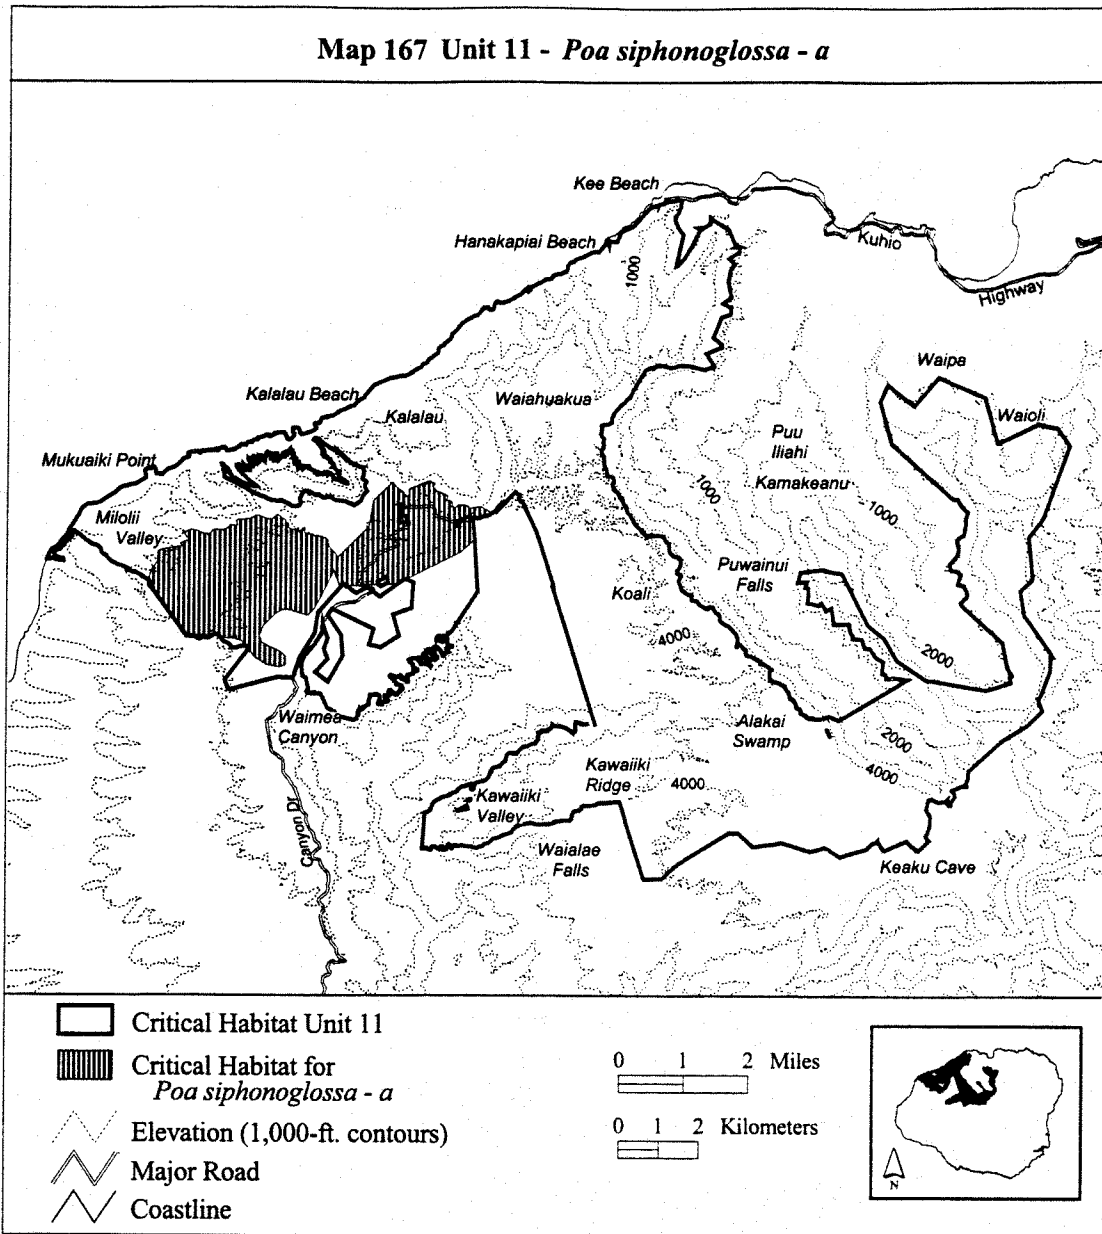 Map 167 Unit 11 - Poa siphonoglossa - a
Kee Beach
Hanakapiai Beach
Kuhio
Highway
1000
Waipa
Kalalau Beach
Waiahuakua
Kalalau
Waioli
Puu
Iliahi
Mukuaiki Point
Kamakeanu
1000
1000
Milolii
Valley
Puwainui
Falls
Koali
4000
2000
Waimea
Canyon
Alakai
Swamp
2000
4000
Kawaiiki
Ridge
4000
Kawaiiki
Valley
Canyon Dr
Waialae
Falls
Keaku Cave
Critical Habitat Unit 11
Critical Habitat for
Poa siphonoglossa - a
Elevation (1,000-ft. contours)
Major Road
Coastline
0 1 2 Miles
0 1 2 Kilometers
N